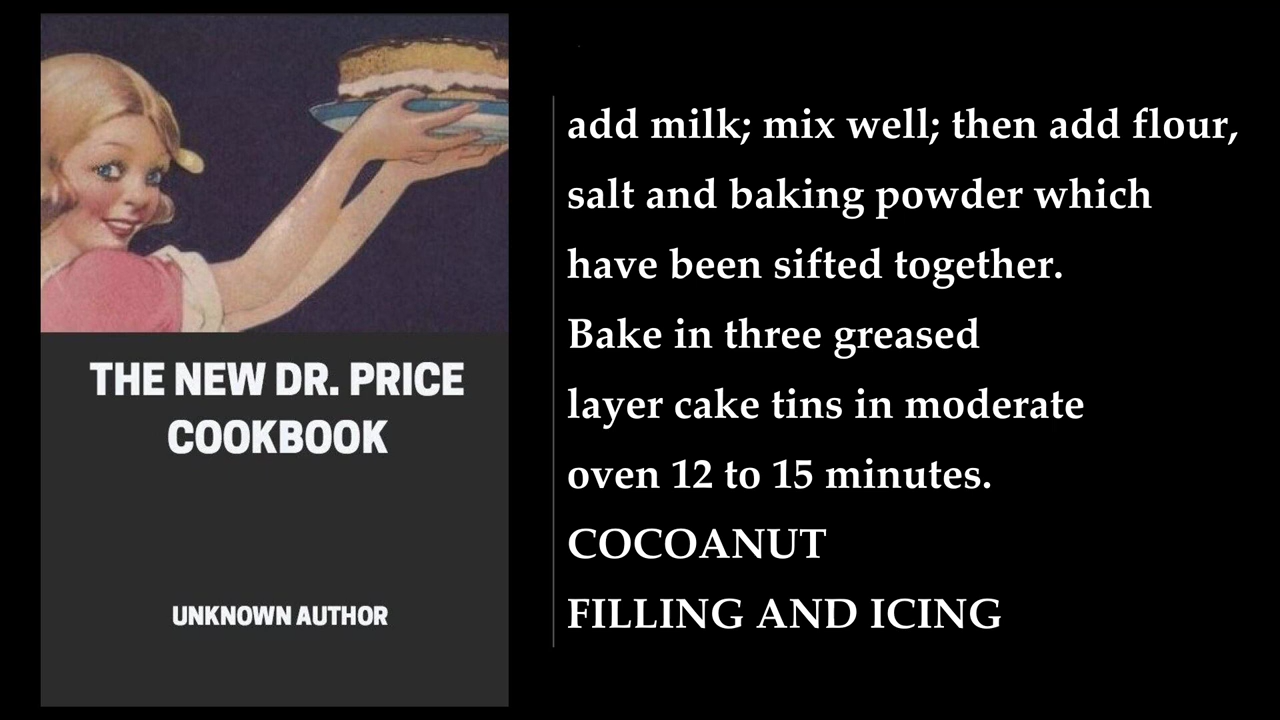 THE NEW DR. PRICE
COOKBOOK
UNKNOWN AUTHOR
add milk; mix well; then add flour,
salt and baking powder which
have been sifted together.
Bake in three greased
layer cake tins in moderate
oven 12 to 15 minutes.
COCOANUT
FILLING AND ICING